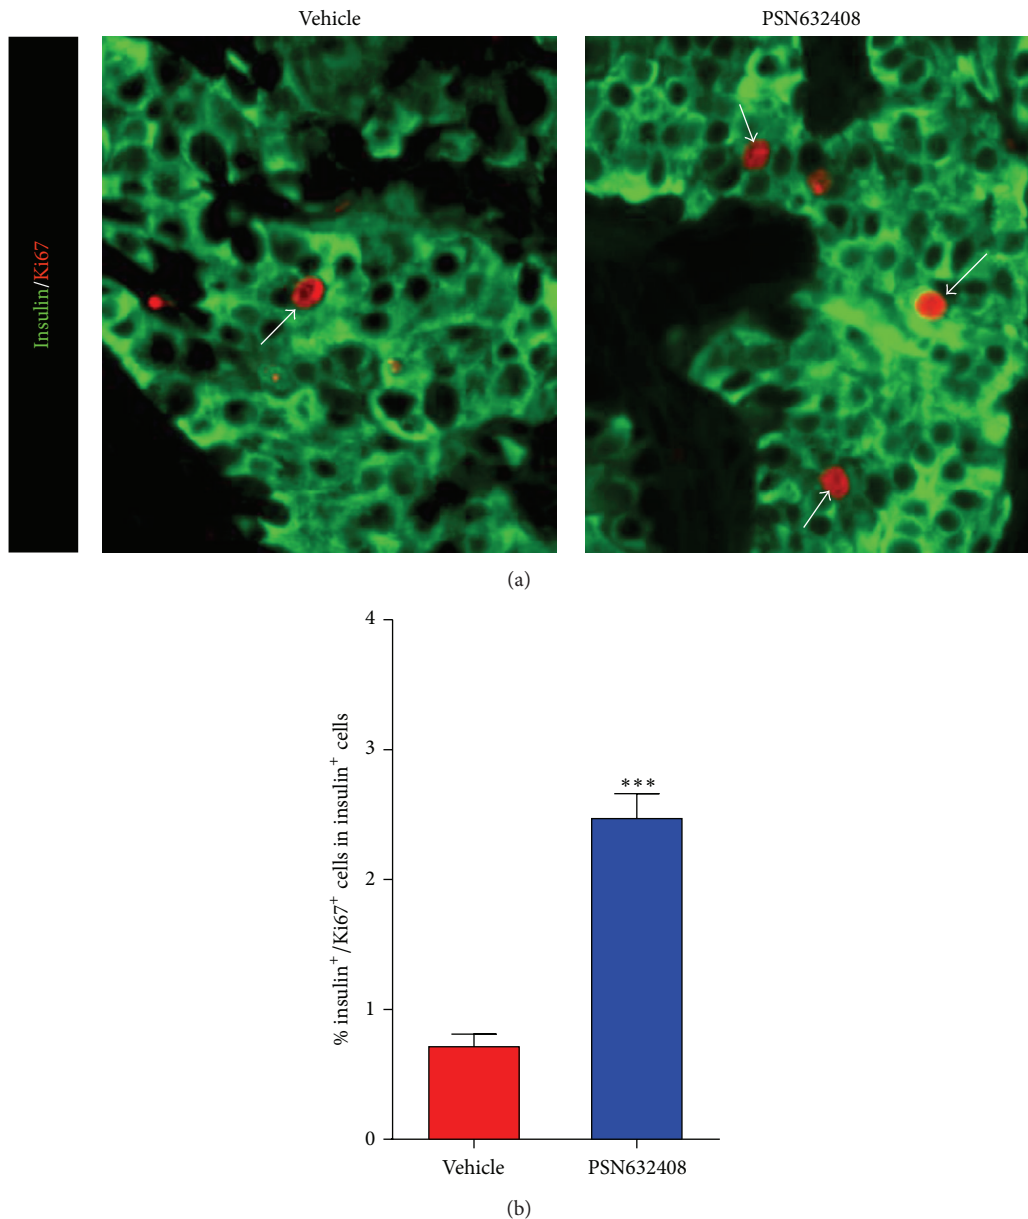 Vehicle
PSN632408
Insulin/Ki67
(a)
4
3
2
1
0
% insulin⁺/Ki67⁺ cells in insulin⁺ cells
***
Vehicle
PSN632408
(b)